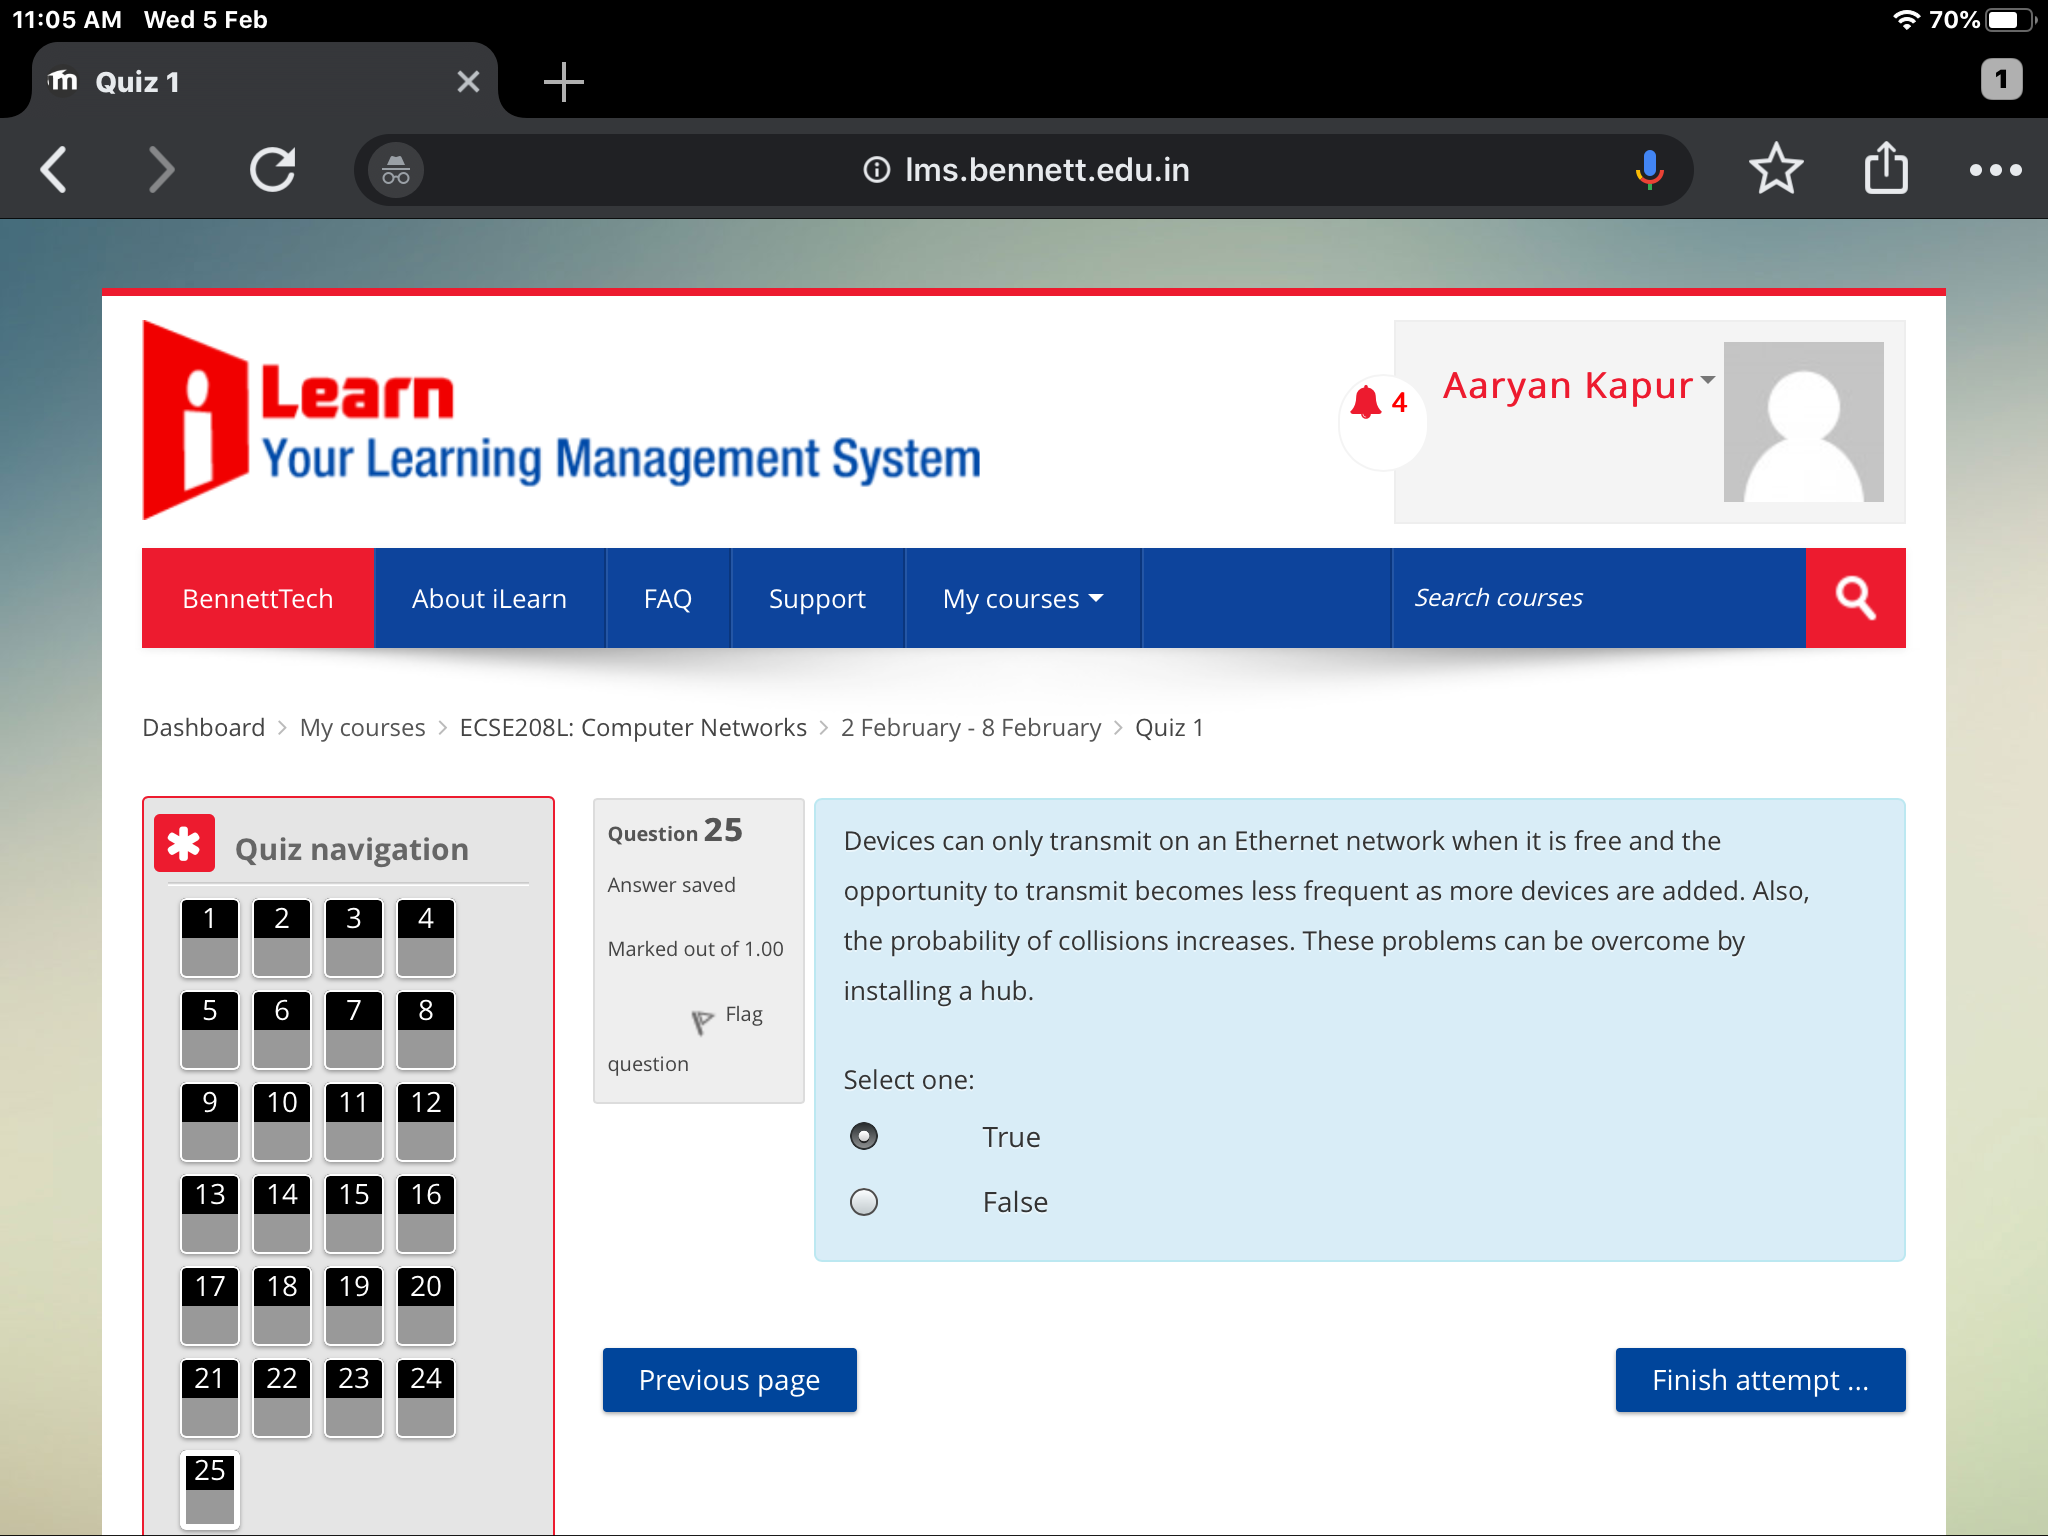 11:05 AM Wed 5 Feb
70%
Quiz 1
1
lms.bennett.edu.in
i Learn
Your Learning Management System
4
Aaryan Kapur
BennettTech
About iLearn
FAQ
Support
My courses
Search courses
Dashboard > My courses > ECSE208L: Computer Networks > 2 February - 8 February > Quiz 1
Quiz navigation
1 2 3 4
5 6 7 8
9 10 11 12
13 14 15 16
17 18 19 20
21 22 23 24
25
Question 25
Answer saved
Marked out of 1.00
Flag
question
Devices can only transmit on an Ethernet network when it is free and the
opportunity to transmit becomes less frequent as more devices are added. Also,
the probability of collisions increases. These problems can be overcome by
installing a hub.
Select one:
True
False
Previous page
Finish attempt ...